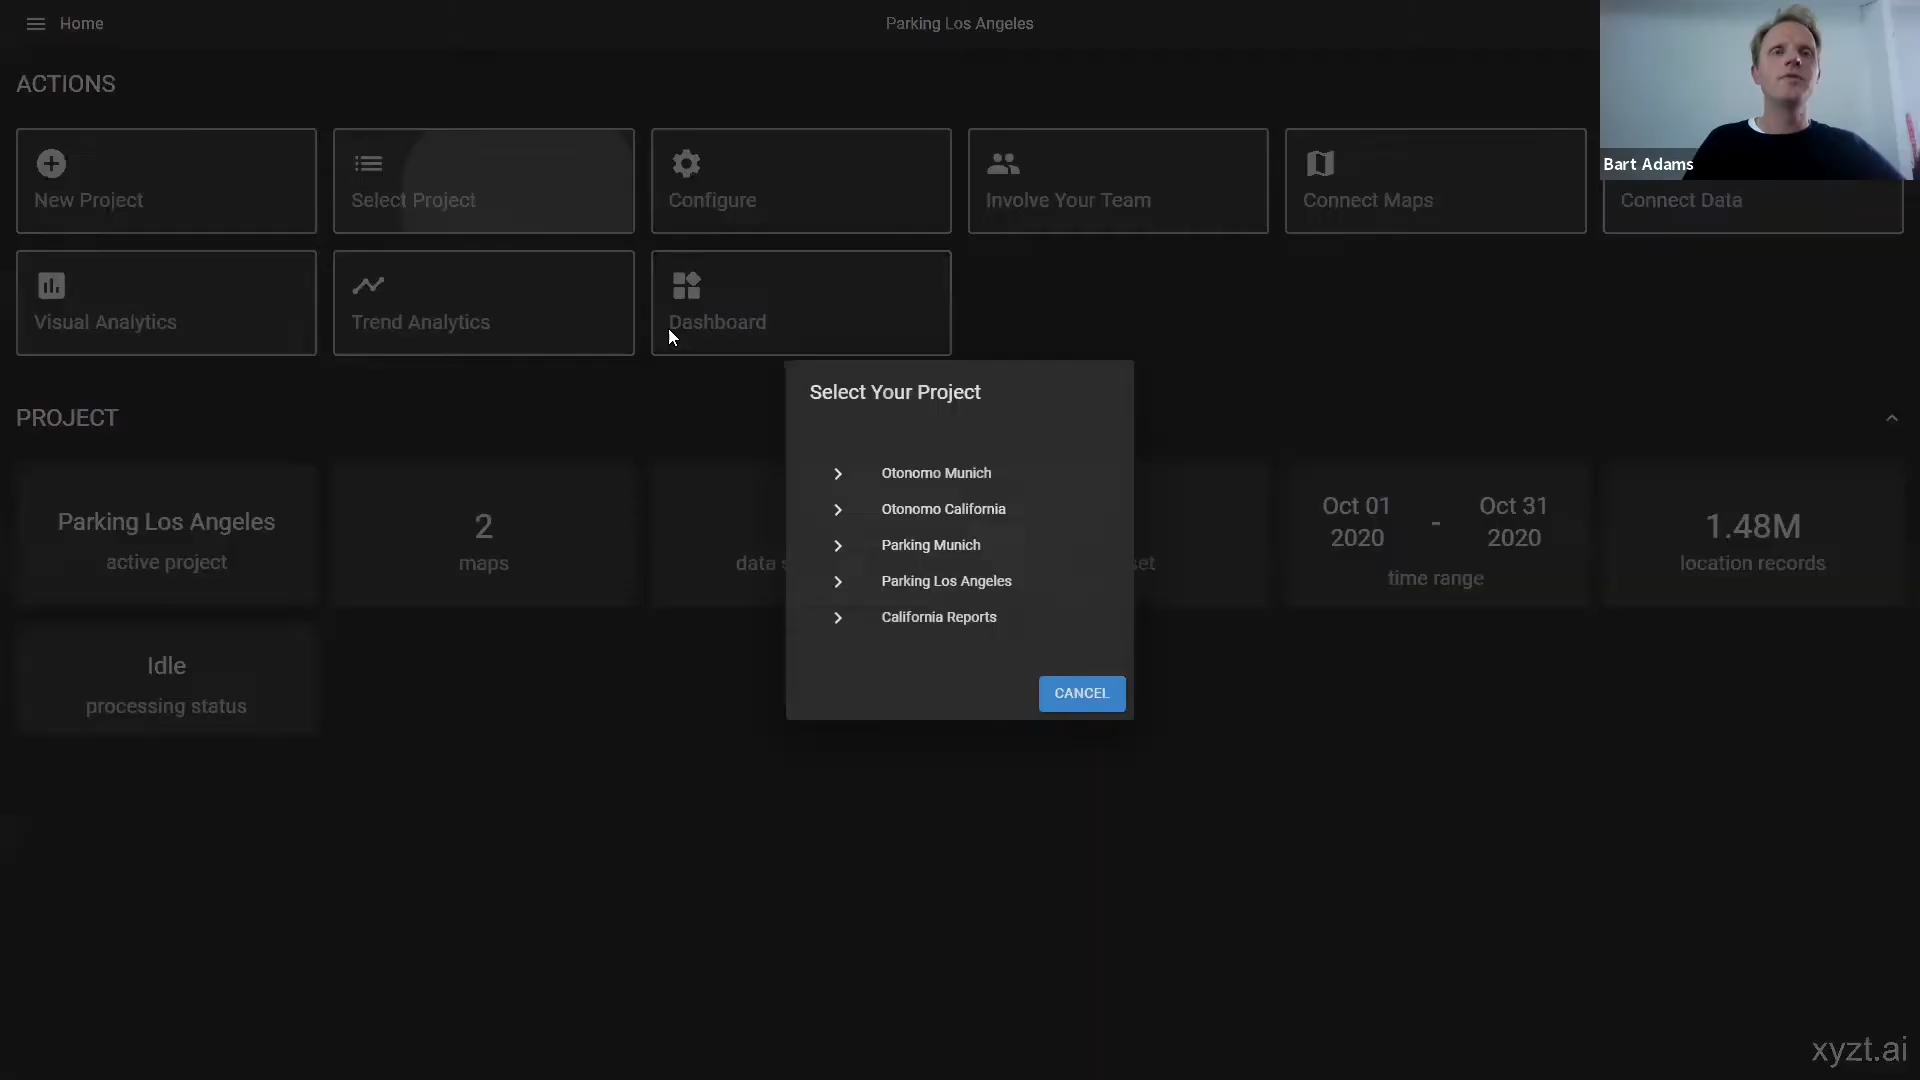 Home
Parking Los Angeles
Bart Adams
ACTIONS
New Project
Select Project
Configure
Involve Your Team
Connect Maps
Connect Data
Visual Analytics
Trend Analytics
Dashboard
PROJECT
Parking Los Angeles
active project
2
maps
data s
set
Oct 01
2020
-
Oct 31
2020
time range
1.48M
location records
Idle
processing status
Select Your Project
Otonomo Munich
Otonomo California
Parking Munich
Parking Los Angeles
California Reports
CANCEL
xyzt.ai